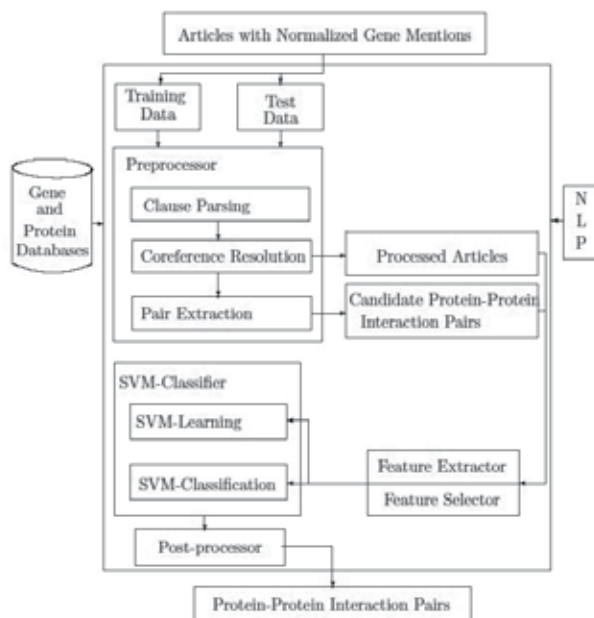 Articles with Normalized Gene Mentions
Training
Data
Test
Data
Preprocessor
Gene
and
Protein
Databases
Clause Parsing
Coreference Resolution
Pair Extraction
Processed Articles
Candidate Protein-Protein
Interaction Pairs
N
L
P
SVM-Classifier
SVM-Learning
SVM-Classification
Feature Extractor
Feature Selector
Post-processor
Protein-Protein Interaction Pairs